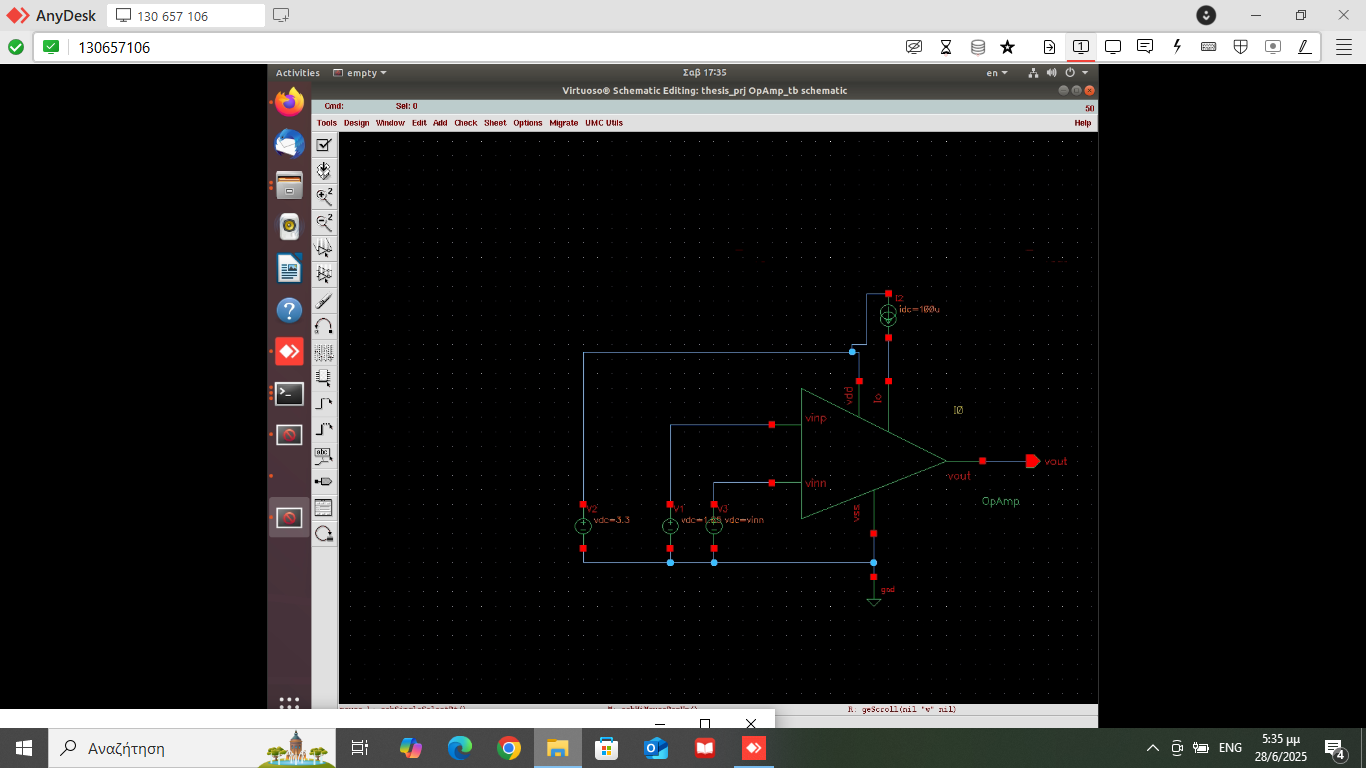 AnyDesk
130 657 106
130657106
1
Activities
empty
Σαβ 17:35
en
Virtuoso® Schematic Editing: thesis_prj OpAmp_tb schematic
Cmd: Sel: 0
50
Tools Design Window Edit Add Check Sheet Options Migrate UMC Utils Help
2
2
abc
idc=100u
vdd
Io
I0
vinp
vinn
vout
vout
OpAmp
vss
V2
vdc=3.3
V1
V3
vdc=vinn
gnd
R: geScroll(nil "w" nil)
Αναζήτηση
ENG
5:35 μμ
28/6/2025
4